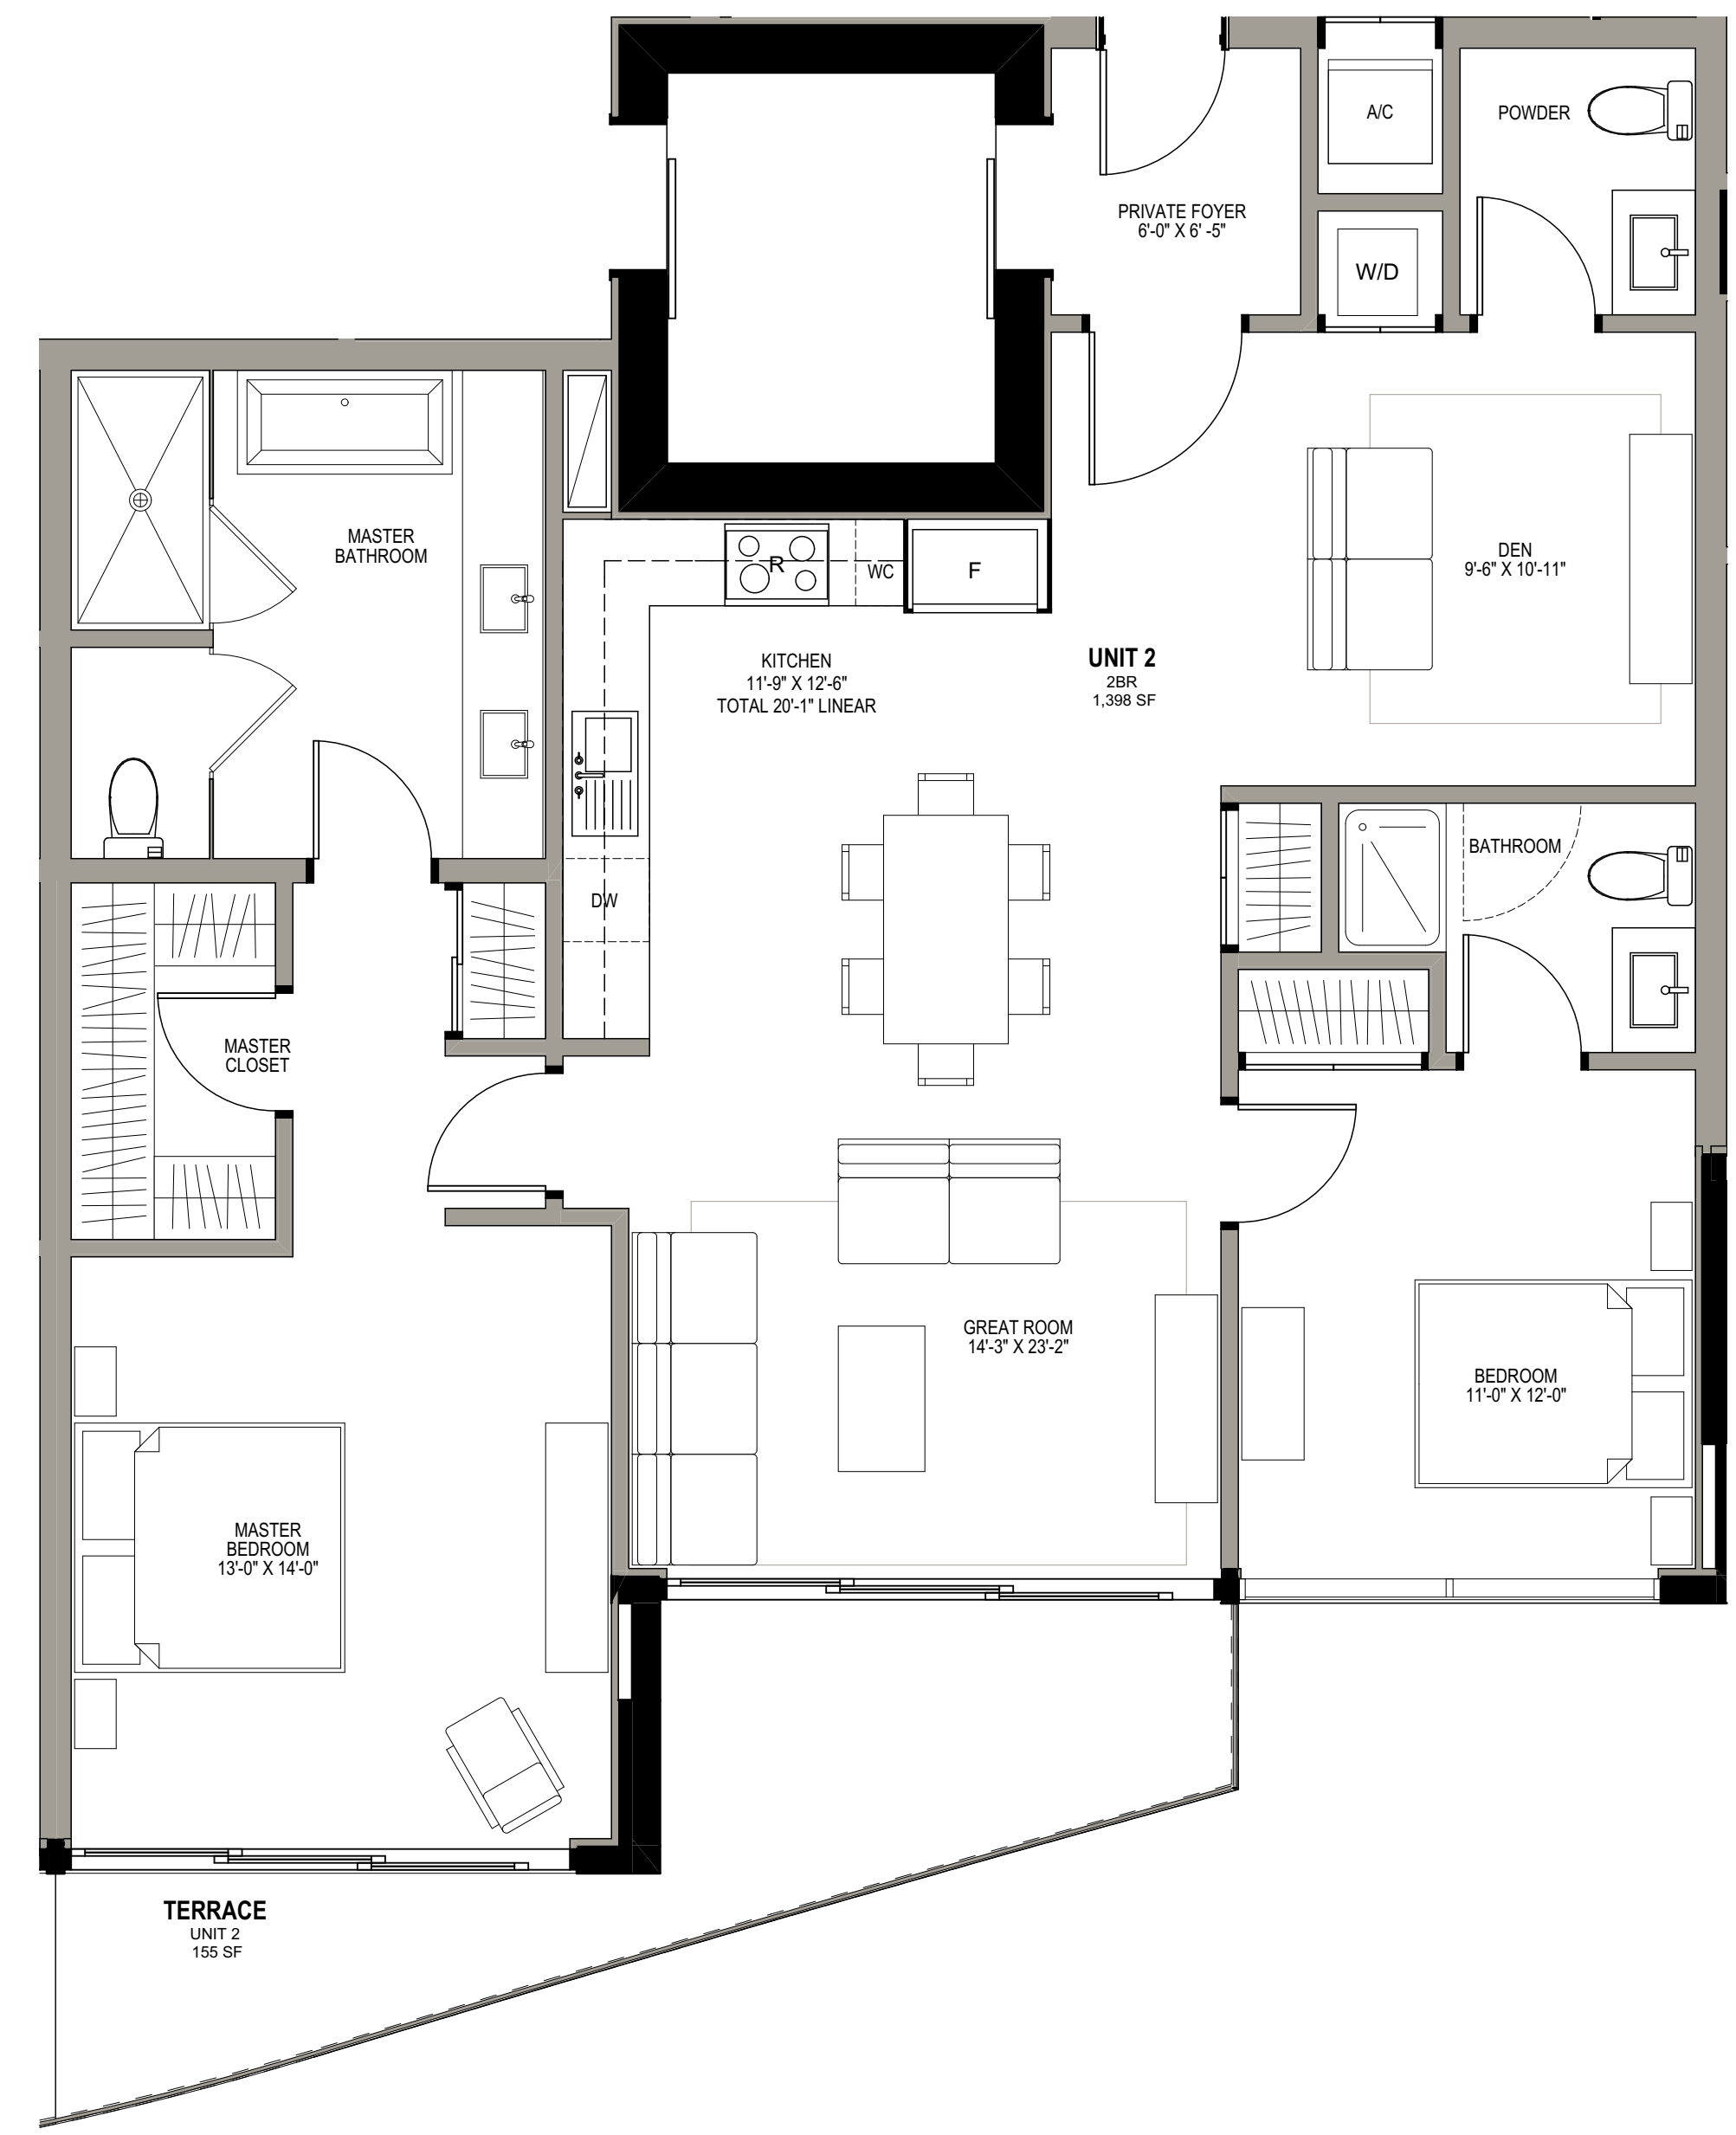 A/C
POWDER
PRIVATE FOYER
6'-0" X 6' -5"
W/D
MASTER
BATHROOM
R
WC
F
DEN
9'-6" X 10'-11"
KITCHEN
11'-9" X 12'-6"
TOTAL 20'-1" LINEAR
UNIT 2
2BR
1,398 SF
BATHROOM
DW
MASTER
CLOSET
GREAT ROOM
14'-3" X 23'-2"
BEDROOM
11'-0" X 12'-0"
MASTER
BEDROOM
13'-0" X 14'-0"
TERRACE
UNIT 2
155 SF